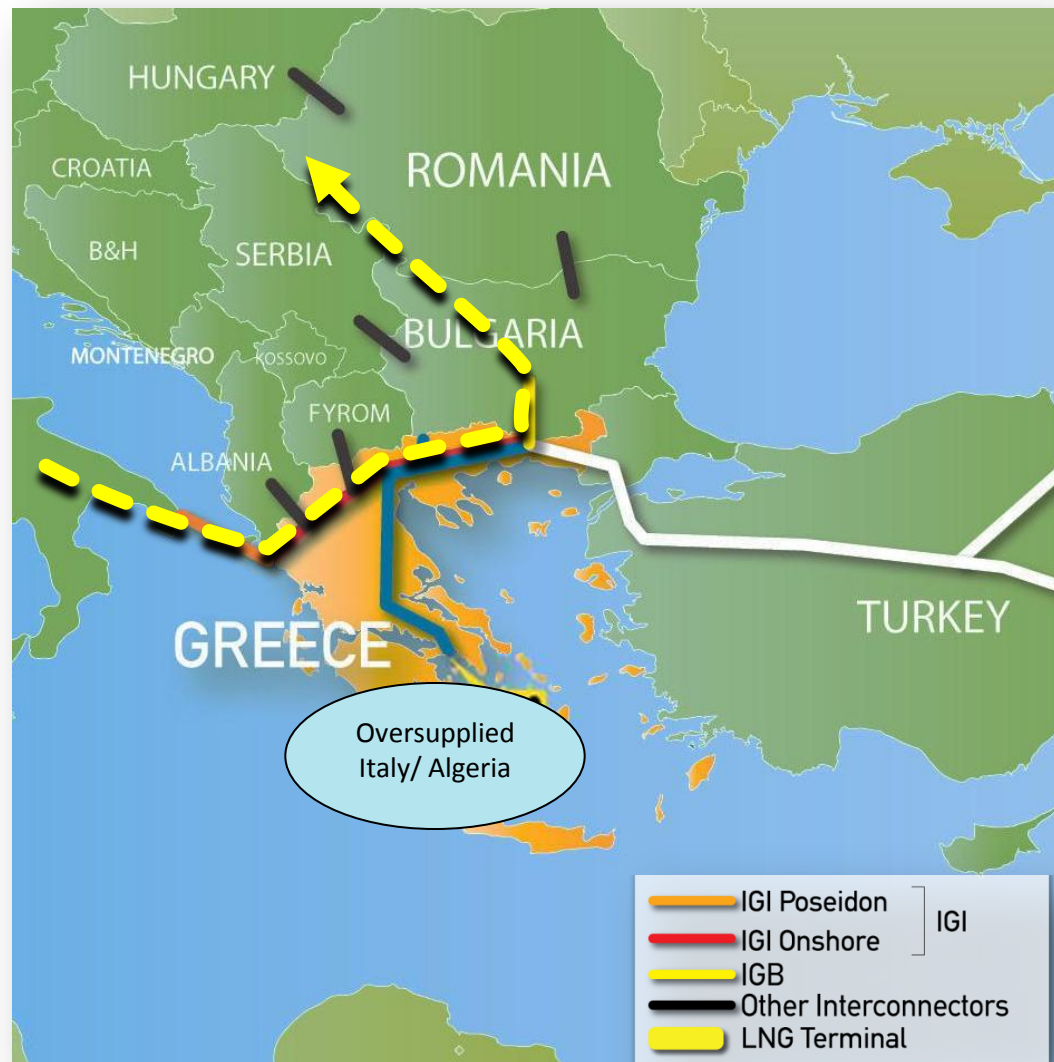 HUNGARY
CROATIA
ROMANIA
B&H
SERBIA
BULGARIA
MONTENEGRO
KOSSOVO
FYROM
ALBANIA
TURKEY
GREECE
Oversupplied
Italy/ Algeria
IGI Poseidon
IGI
IGI Onshore
IGB
Other Interconnectors
LNG Terminal